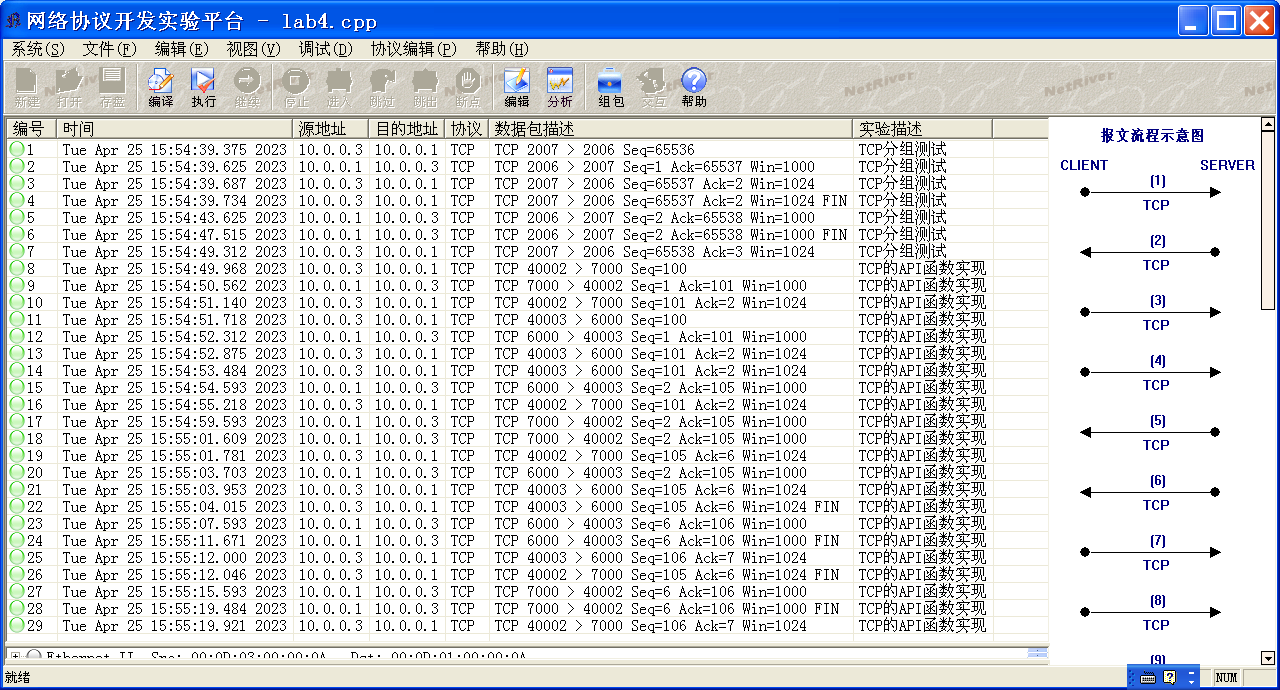 网络协议开发实验平台 - lab4.cpp
系统(S) 文件(F) 编辑(E) 视图(V) 调试(D) 协议编辑(P) 帮助(H)
新建 打开 存盘 编译 执行 继续 停止 进入 跳过 跳出 断点 编辑 分析 组包 交互 帮助
NetRiver NetRiver NetRiver
编号 时间 源地址 目的地址 协议 数据包描述 实验描述
1 Tue Apr 25 15:54:39.375 2023 10.0.0.3 10.0.0.1 TCP TCP 2007 > 2006 Seq=65536 TCP分组测试
2 Tue Apr 25 15:54:39.625 2023 10.0.0.1 10.0.0.3 TCP TCP 2006 > 2007 Seq=1 Ack=65537 Win=1000 TCP分组测试
3 Tue Apr 25 15:54:39.687 2023 10.0.0.3 10.0.0.1 TCP TCP 2007 > 2006 Seq=65537 Ack=2 Win=1024 TCP分组测试
4 Tue Apr 25 15:54:39.734 2023 10.0.0.3 10.0.0.1 TCP TCP 2007 > 2006 Seq=65537 Ack=2 Win=1024 FIN TCP分组测试
5 Tue Apr 25 15:54:43.625 2023 10.0.0.1 10.0.0.3 TCP TCP 2006 > 2007 Seq=2 Ack=65538 Win=1000 TCP分组测试
6 Tue Apr 25 15:54:47.515 2023 10.0.0.1 10.0.0.3 TCP TCP 2006 > 2007 Seq=2 Ack=65538 Win=1000 FIN TCP分组测试
7 Tue Apr 25 15:54:49.312 2023 10.0.0.3 10.0.0.1 TCP TCP 2007 > 2006 Seq=65538 Ack=3 Win=1024 TCP分组测试
8 Tue Apr 25 15:54:49.968 2023 10.0.0.3 10.0.0.1 TCP TCP 40002 > 7000 Seq=100 TCP的API函数实现
9 Tue Apr 25 15:54:50.562 2023 10.0.0.1 10.0.0.3 TCP TCP 7000 > 40002 Seq=1 Ack=101 Win=1000 TCP的API函数实现
10 Tue Apr 25 15:54:51.140 2023 10.0.0.3 10.0.0.1 TCP TCP 40002 > 7000 Seq=101 Ack=2 Win=1024 TCP的API函数实现
11 Tue Apr 25 15:54:51.718 2023 10.0.0.3 10.0.0.1 TCP TCP 40003 > 6000 Seq=100 TCP的API函数实现
12 Tue Apr 25 15:54:52.312 2023 10.0.0.1 10.0.0.3 TCP TCP 6000 > 40003 Seq=1 Ack=101 Win=1000 TCP的API函数实现
13 Tue Apr 25 15:54:52.875 2023 10.0.0.3 10.0.0.1 TCP TCP 40003 > 6000 Seq=101 Ack=2 Win=1024 TCP的API函数实现
14 Tue Apr 25 15:54:53.484 2023 10.0.0.3 10.0.0.1 TCP TCP 40003 > 6000 Seq=101 Ack=2 Win=1024 TCP的API函数实现
15 Tue Apr 25 15:54:54.593 2023 10.0.0.1 10.0.0.3 TCP TCP 6000 > 40003 Seq=2 Ack=105 Win=1000 TCP的API函数实现
16 Tue Apr 25 15:54:55.218 2023 10.0.0.3 10.0.0.1 TCP TCP 40002 > 7000 Seq=101 Ack=2 Win=1024 TCP的API函数实现
17 Tue Apr 25 15:54:59.593 2023 10.0.0.1 10.0.0.3 TCP TCP 7000 > 40002 Seq=2 Ack=105 Win=1000 TCP的API函数实现
18 Tue Apr 25 15:55:01.609 2023 10.0.0.1 10.0.0.3 TCP TCP 7000 > 40002 Seq=2 Ack=105 Win=1000 TCP的API函数实现
19 Tue Apr 25 15:55:01.781 2023 10.0.0.3 10.0.0.1 TCP TCP 40002 > 7000 Seq=105 Ack=6 Win=1024 TCP的API函数实现
20 Tue Apr 25 15:55:03.703 2023 10.0.0.1 10.0.0.3 TCP TCP 6000 > 40003 Seq=2 Ack=105 Win=1000 TCP的API函数实现
21 Tue Apr 25 15:55:03.953 2023 10.0.0.3 10.0.0.1 TCP TCP 40003 > 6000 Seq=105 Ack=6 Win=1024 TCP的API函数实现
22 Tue Apr 25 15:55:04.015 2023 10.0.0.3 10.0.0.1 TCP TCP 40003 > 6000 Seq=105 Ack=6 Win=1024 FIN TCP的API函数实现
23 Tue Apr 25 15:55:07.593 2023 10.0.0.1 10.0.0.3 TCP TCP 6000 > 40003 Seq=6 Ack=106 Win=1000 TCP的API函数实现
24 Tue Apr 25 15:55:11.671 2023 10.0.0.1 10.0.0.3 TCP TCP 6000 > 40003 Seq=6 Ack=106 Win=1000 FIN TCP的API函数实现
25 Tue Apr 25 15:55:12.000 2023 10.0.0.3 10.0.0.1 TCP TCP 40003 > 6000 Seq=106 Ack=7 Win=1024 TCP的API函数实现
26 Tue Apr 25 15:55:12.046 2023 10.0.0.3 10.0.0.1 TCP TCP 40002 > 7000 Seq=105 Ack=6 Win=1024 FIN TCP的API函数实现
27 Tue Apr 25 15:55:15.593 2023 10.0.0.1 10.0.0.3 TCP TCP 7000 > 40002 Seq=6 Ack=106 Win=1000 TCP的API函数实现
28 Tue Apr 25 15:55:19.484 2023 10.0.0.1 10.0.0.3 TCP TCP 7000 > 40002 Seq=6 Ack=106 Win=1000 FIN TCP的API函数实现
29 Tue Apr 25 15:55:19.921 2023 10.0.0.3 10.0.0.1 TCP TCP 40002 > 7000 Seq=106 Ack=7 Win=1024 TCP的API函数实现
报文流程示意图
CLIENT SERVER
(1)
TCP
(2)
TCP
(3)
TCP
(4)
TCP
(5)
TCP
(6)
TCP
(7)
TCP
(8)
TCP
(9)
就绪 NUM